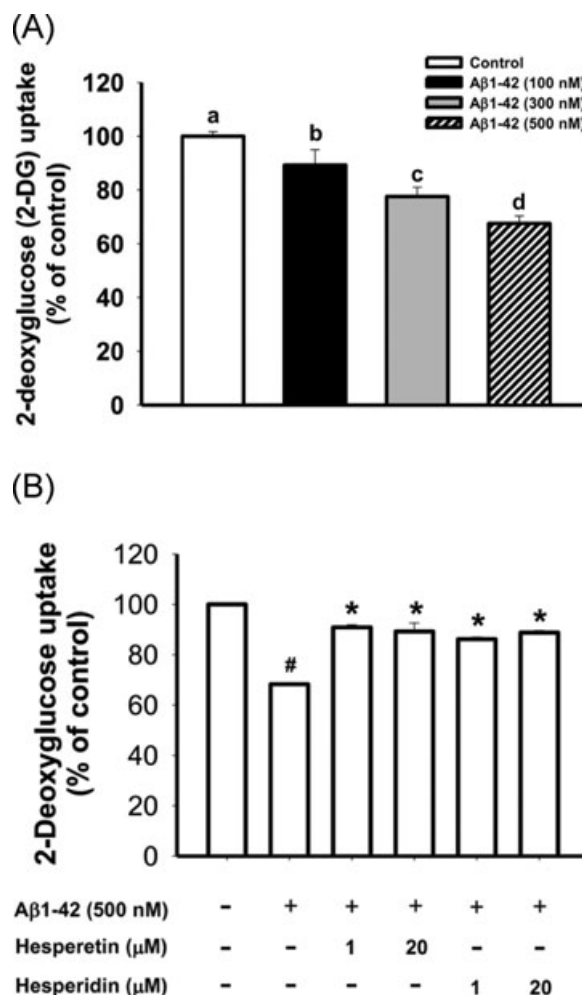 (A)
Control
Aβ1-42 (100 nM)
Aβ1-42 (300 nM)
Aβ1-42 (500 nM)
2-deoxyglucose (2-DG) uptake
(% of control)
120
100
80
60
40
20
0
a
b
c
d
(B)
2-Deoxyglucose uptake
(% of control)
120
100
80
60
40
20
0
#
*
*
*
*
Aβ1-42 (500 nM) - + + + + +
Hesperetin (μM) - - 1 20 - -
Hesperidin (μM) - - - - 1 20